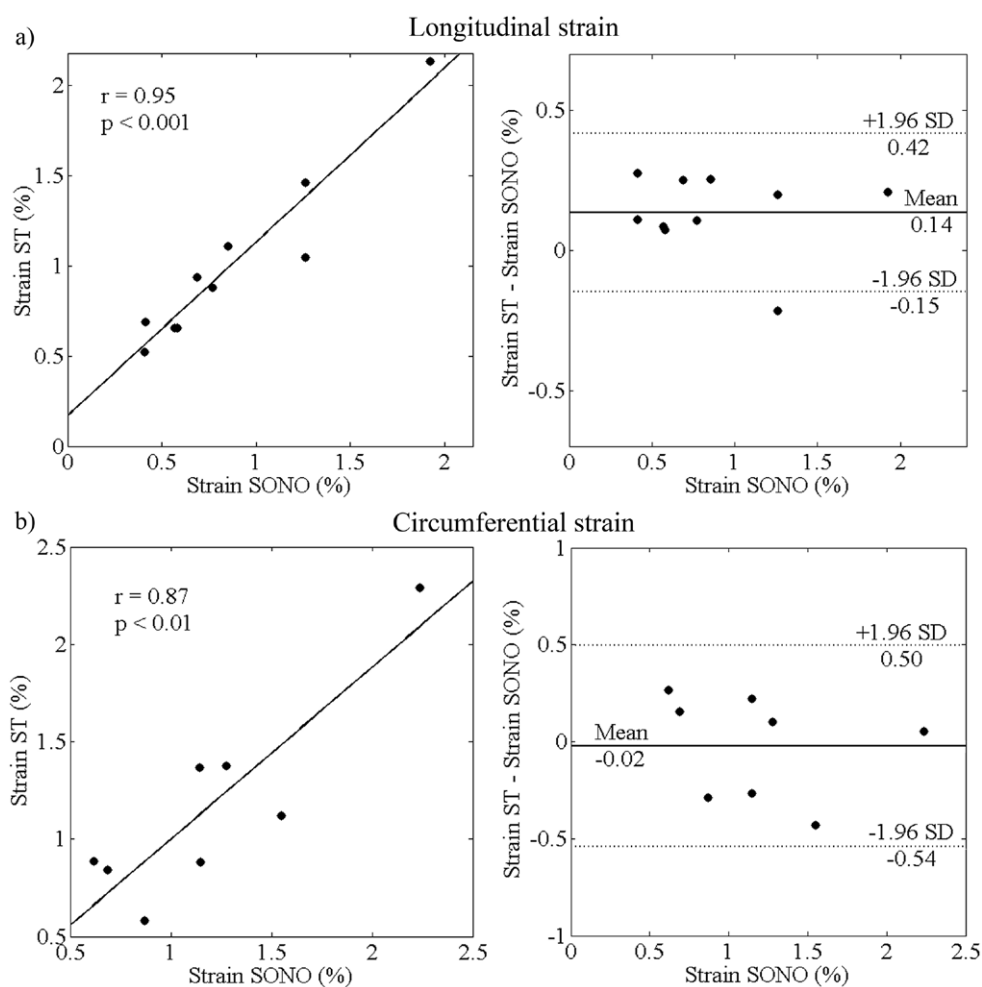 a)
Longitudinal strain
r = 0.95
p < 0.001
Strain ST (%)
2
1.5
1
0.5
0
0
0.5
1
1.5
2
Strain SONO (%)
Strain ST - Strain SONO (%)
0.5
0
-0.5
+1.96 SD
0.42
Mean
0.14
-1.96 SD
-0.15
0
0.5
1
1.5
2
Strain SONO (%)
b)
Circumferential strain
r = 0.87
p < 0.01
Strain ST (%)
2.5
2
1.5
1
0.5
0.5
1
1.5
2
2.5
Strain SONO (%)
Strain ST - Strain SONO (%)
1
0.5
0
-0.5
-1
+1.96 SD
0.50
Mean
-0.02
-1.96 SD
-0.54
0
0.5
1
1.5
2
2.5
Strain SONO (%)